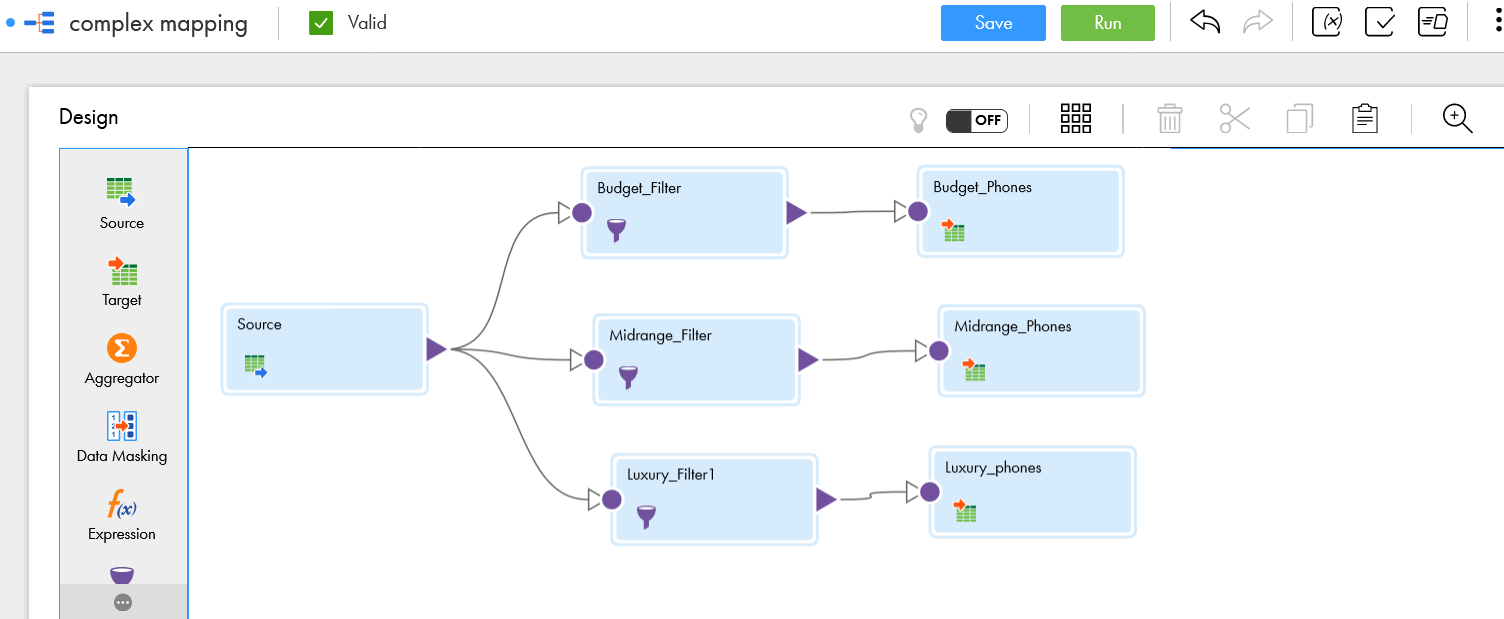 complex mapping
Valid
Save
Run
Design
OFF
Source
Target
Aggregator
Data Masking
Expression
Source
Budget_Filter
Budget_Phones
Midrange_Filter
Midrange_Phones
Luxury_Filter1
Luxury_phones